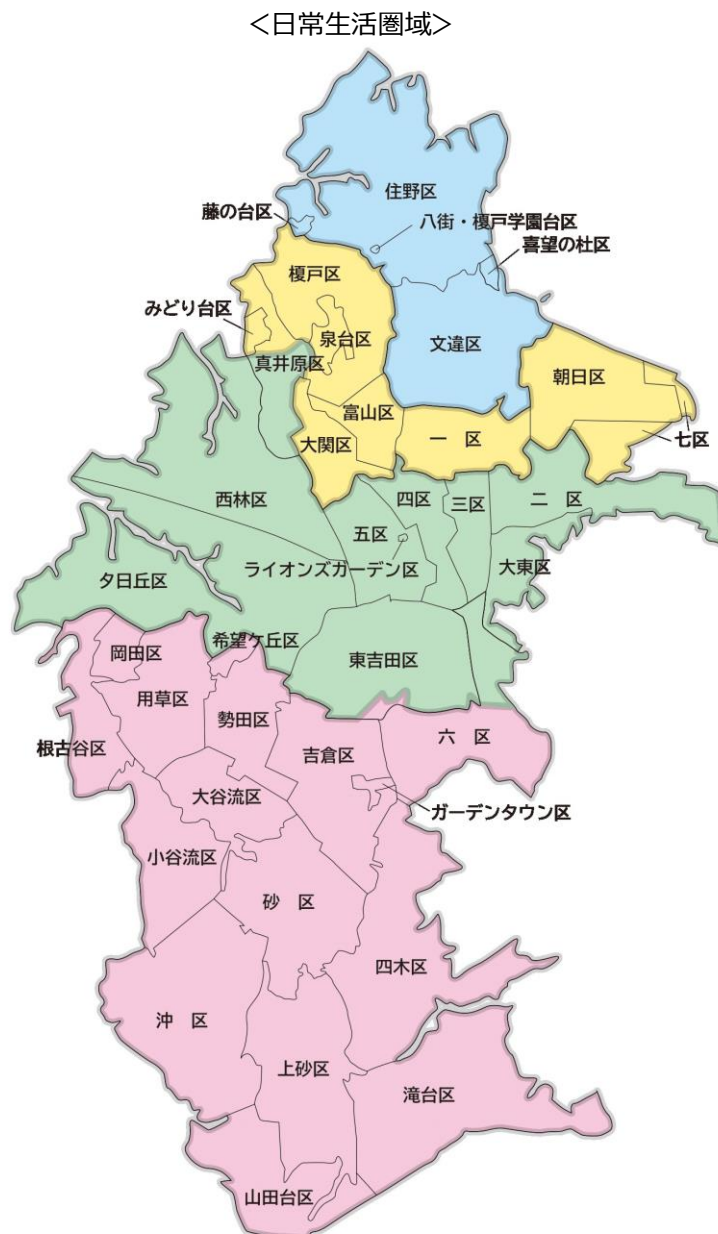 ＜日常生活圏域＞
住野区
藤の台区
八街・榎戸学園台区
喜望の杜区
榎戸区
みどり台区
泉台区
文違区
真井原区
朝日区
富山区
大関区
一　区
七区
西林区
四区
三区
二　区
五区
ライオンズガーデン区
大東区
夕日丘区
希望ケ丘区
東吉田区
岡田区
用草区
勢田区
六　区
根古谷区
吉倉区
大谷流区
ガーデンタウン区
小谷流区
砂　区
四木区
沖　区
上砂区
滝台区
山田台区